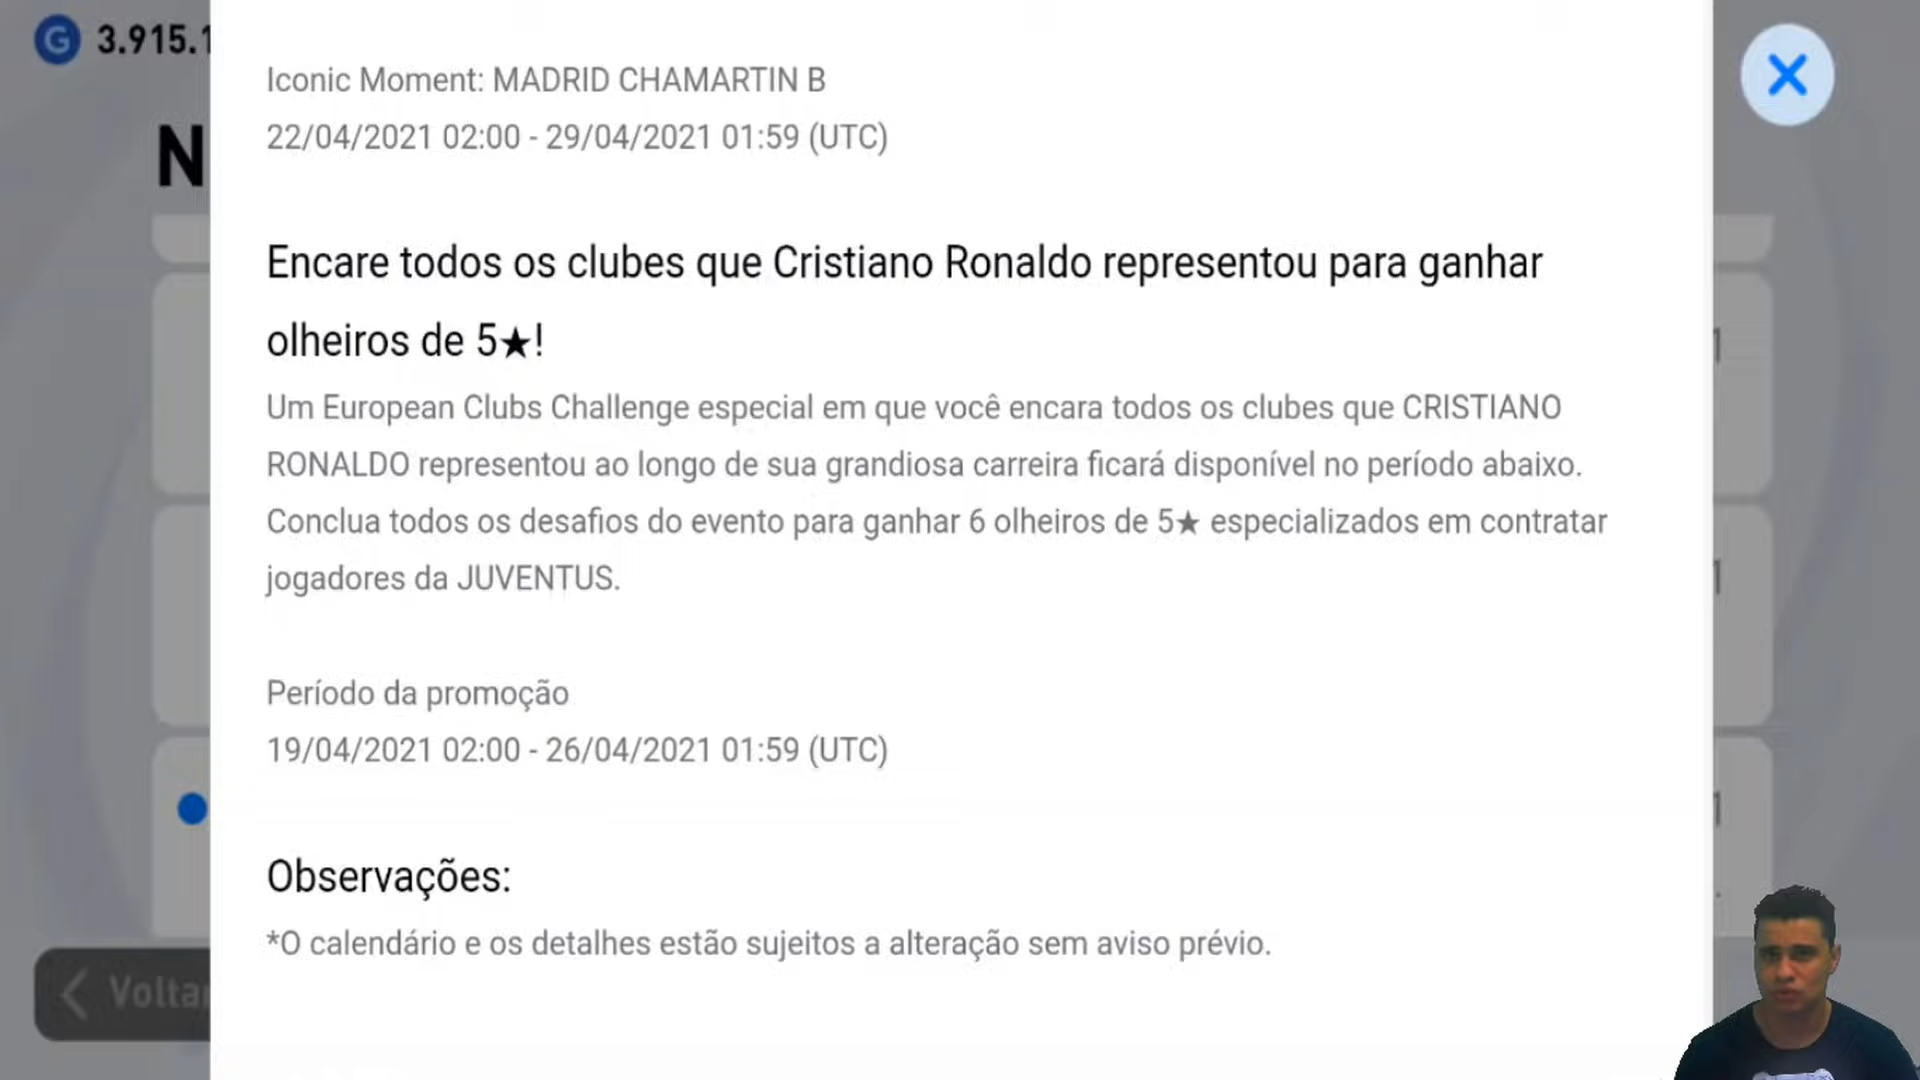 G 3.915.1
Iconic Moment: MADRID CHAMARTIN B
22/04/2021 02:00 - 29/04/2021 01:59 (UTC)
N
Encare todos os clubes que Cristiano Ronaldo representou para ganhar
olheiros de 5★!
Um European Clubs Challenge especial em que você encara todos os clubes que CRISTIANO
RONALDO representou ao longo de sua grandiosa carreira ficará disponível no período abaixo.
Conclua todos os desafios do evento para ganhar 6 olheiros de 5★ especializados em contratar
jogadores da JUVENTUS.
Período da promoção
19/04/2021 02:00 - 26/04/2021 01:59 (UTC)
Observações:
*O calendário e os detalhes estão sujeitos a alteração sem aviso prévio.
Voltar